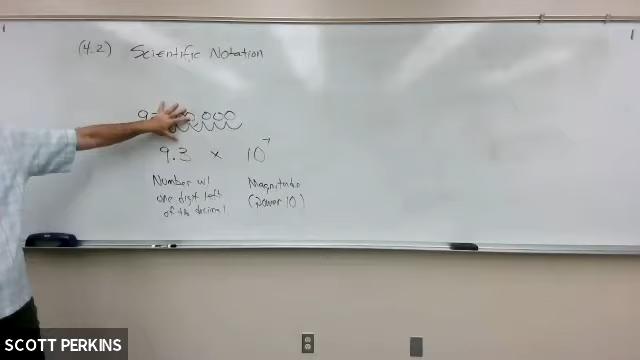 (4.2) Scientific Notation
000
9.3 x 10⁷
Number w/ Magnitude
one digit left (power 10)
of the decimal
SCOTT PERKINS